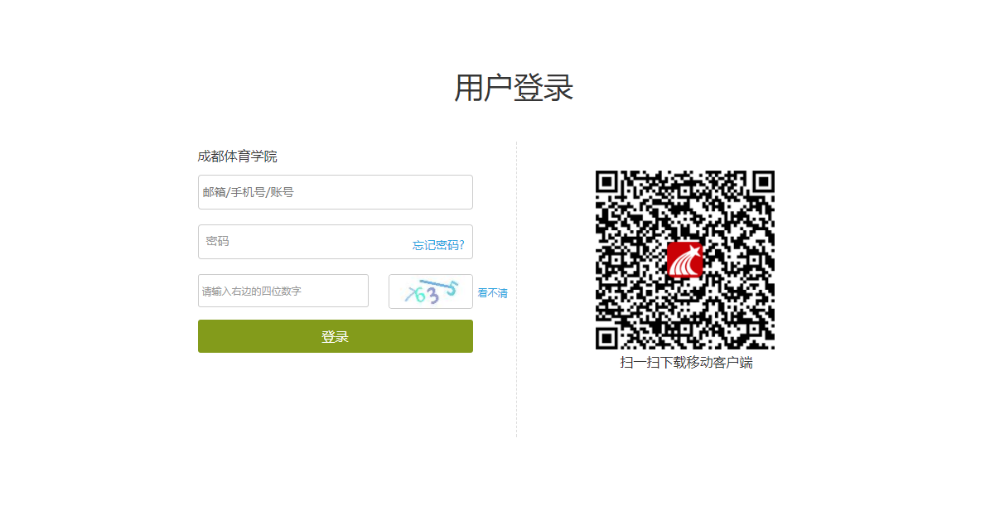 用户登录
成都体育学院
邮箱/手机号/账号
密码
忘记密码?
请输入右边的四位数字
看不清
登录
扫一扫下载移动客户端